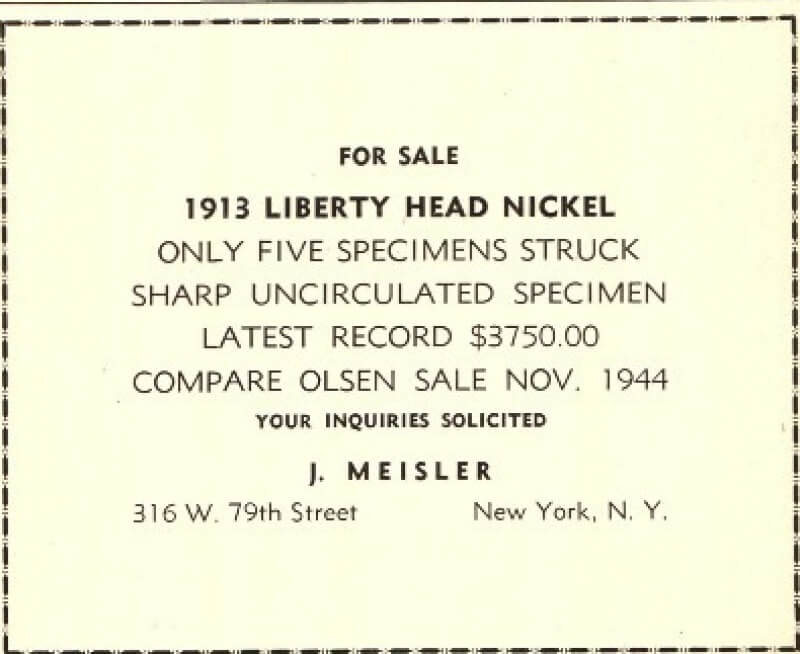 FOR SALE
1913 LIBERTY HEAD NICKEL
ONLY FIVE SPECIMENS STRUCK
SHARP UNCIRCULATED SPECIMEN
LATEST RECORD $3750.00
COMPARE OLSEN SALE NOV. 1944
YOUR INQUIRIES SOLICITED
J. MEISLER
316 W. 79th Street New York, N. Y.